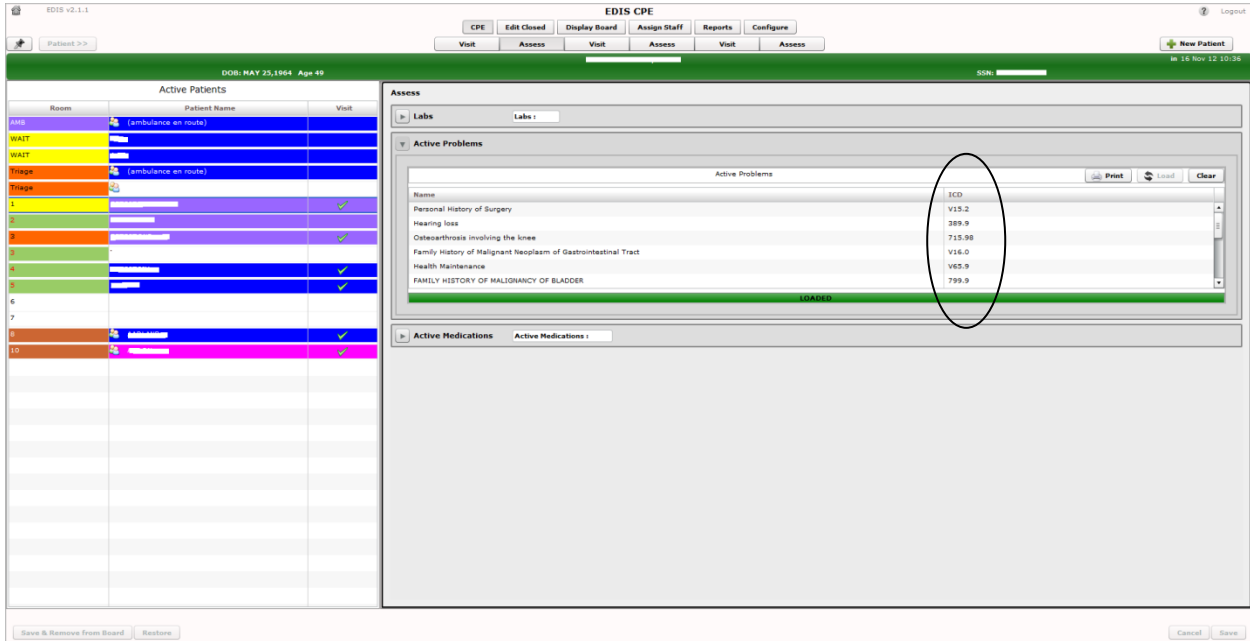 EDIS v2.1.1
EDIS CPE
Logout
CPE Edit Closed Display Board Assign Staff Reports Configure
Patient >>
Visit Assess Visit Assess Visit Assess
New Patient
in 16 Nov 12 10:36
DOB: MAY 25,1964 Age 49
SSN:
Active Patients
Room Patient Name Visit
AMB (ambulance en route)
WAIT
WAIT
Triage (ambulance en route)
Triage
1
2
3
3
4
5
6
7
8
10
Assess
Labs Labs :
Active Problems
Active Problems Print Load Clear
Name ICD
Personal History of Surgery V15.2
Hearing loss 389.9
Osteoarthrosis involving the knee 715.98
Family History of Malignant Neoplasm of Gastrointestinal Tract V16.0
Health Maintenance V65.9
FAMILY HISTORY OF MALIGNANCY OF BLADDER 799.9
LOADED
Active Medications Active Medications :
Save & Remove from Board Restore
Cancel Save